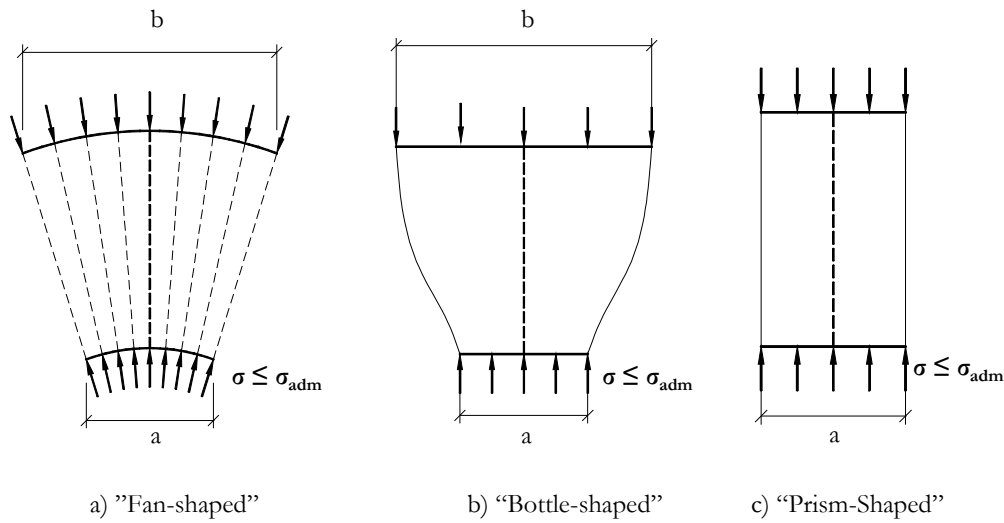 b
b
σ ≤ σadm
a
σ ≤ σadm
a
σ ≤ σadm
a
a) ”Fan-shaped”
b) “Bottle-shaped”
c) “Prism-Shaped”